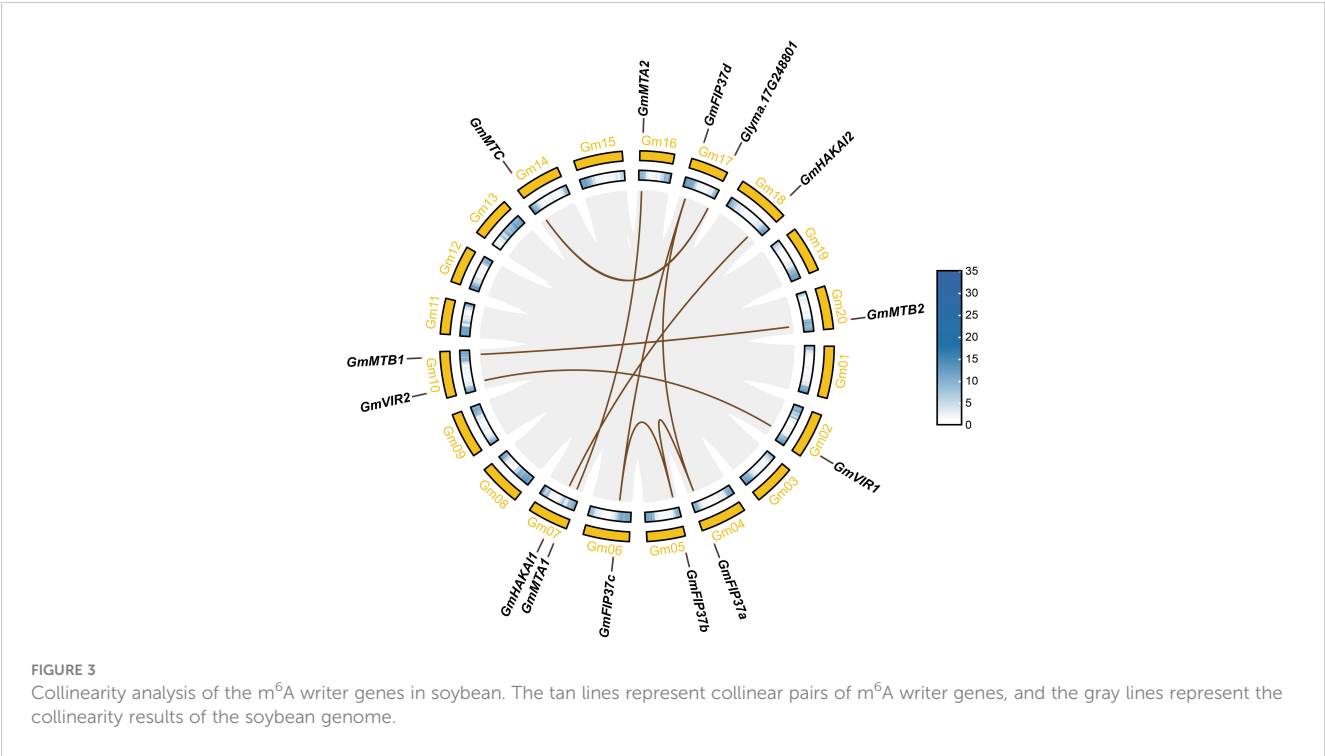 GmMTA2
GmFIP37d
Glyma.17G248801
GmMTC
GmHAKAI2
Gm14
Gm15
Gm16
Gm17
Gm18
Gm13
Gm19
Gm12
Gm20
GmMTB2
Gm11
GmMTB1
Gm10
Gm01
GmVIR2
Gm09
Gm02
GmVIR1
Gm08
Gm03
Gm07
Gm06
Gm05
Gm04
GmHAKAI1
GmMTA1
GmFIP37c
GmFIP37b
GmFIP37a
35
30
25
20
15
10
5
0
FIGURE 3
Collinearity analysis of the m⁶A writer genes in soybean. The tan lines represent collinear pairs of m⁶A writer genes, and the gray lines represent the
collinearity results of the soybean genome.